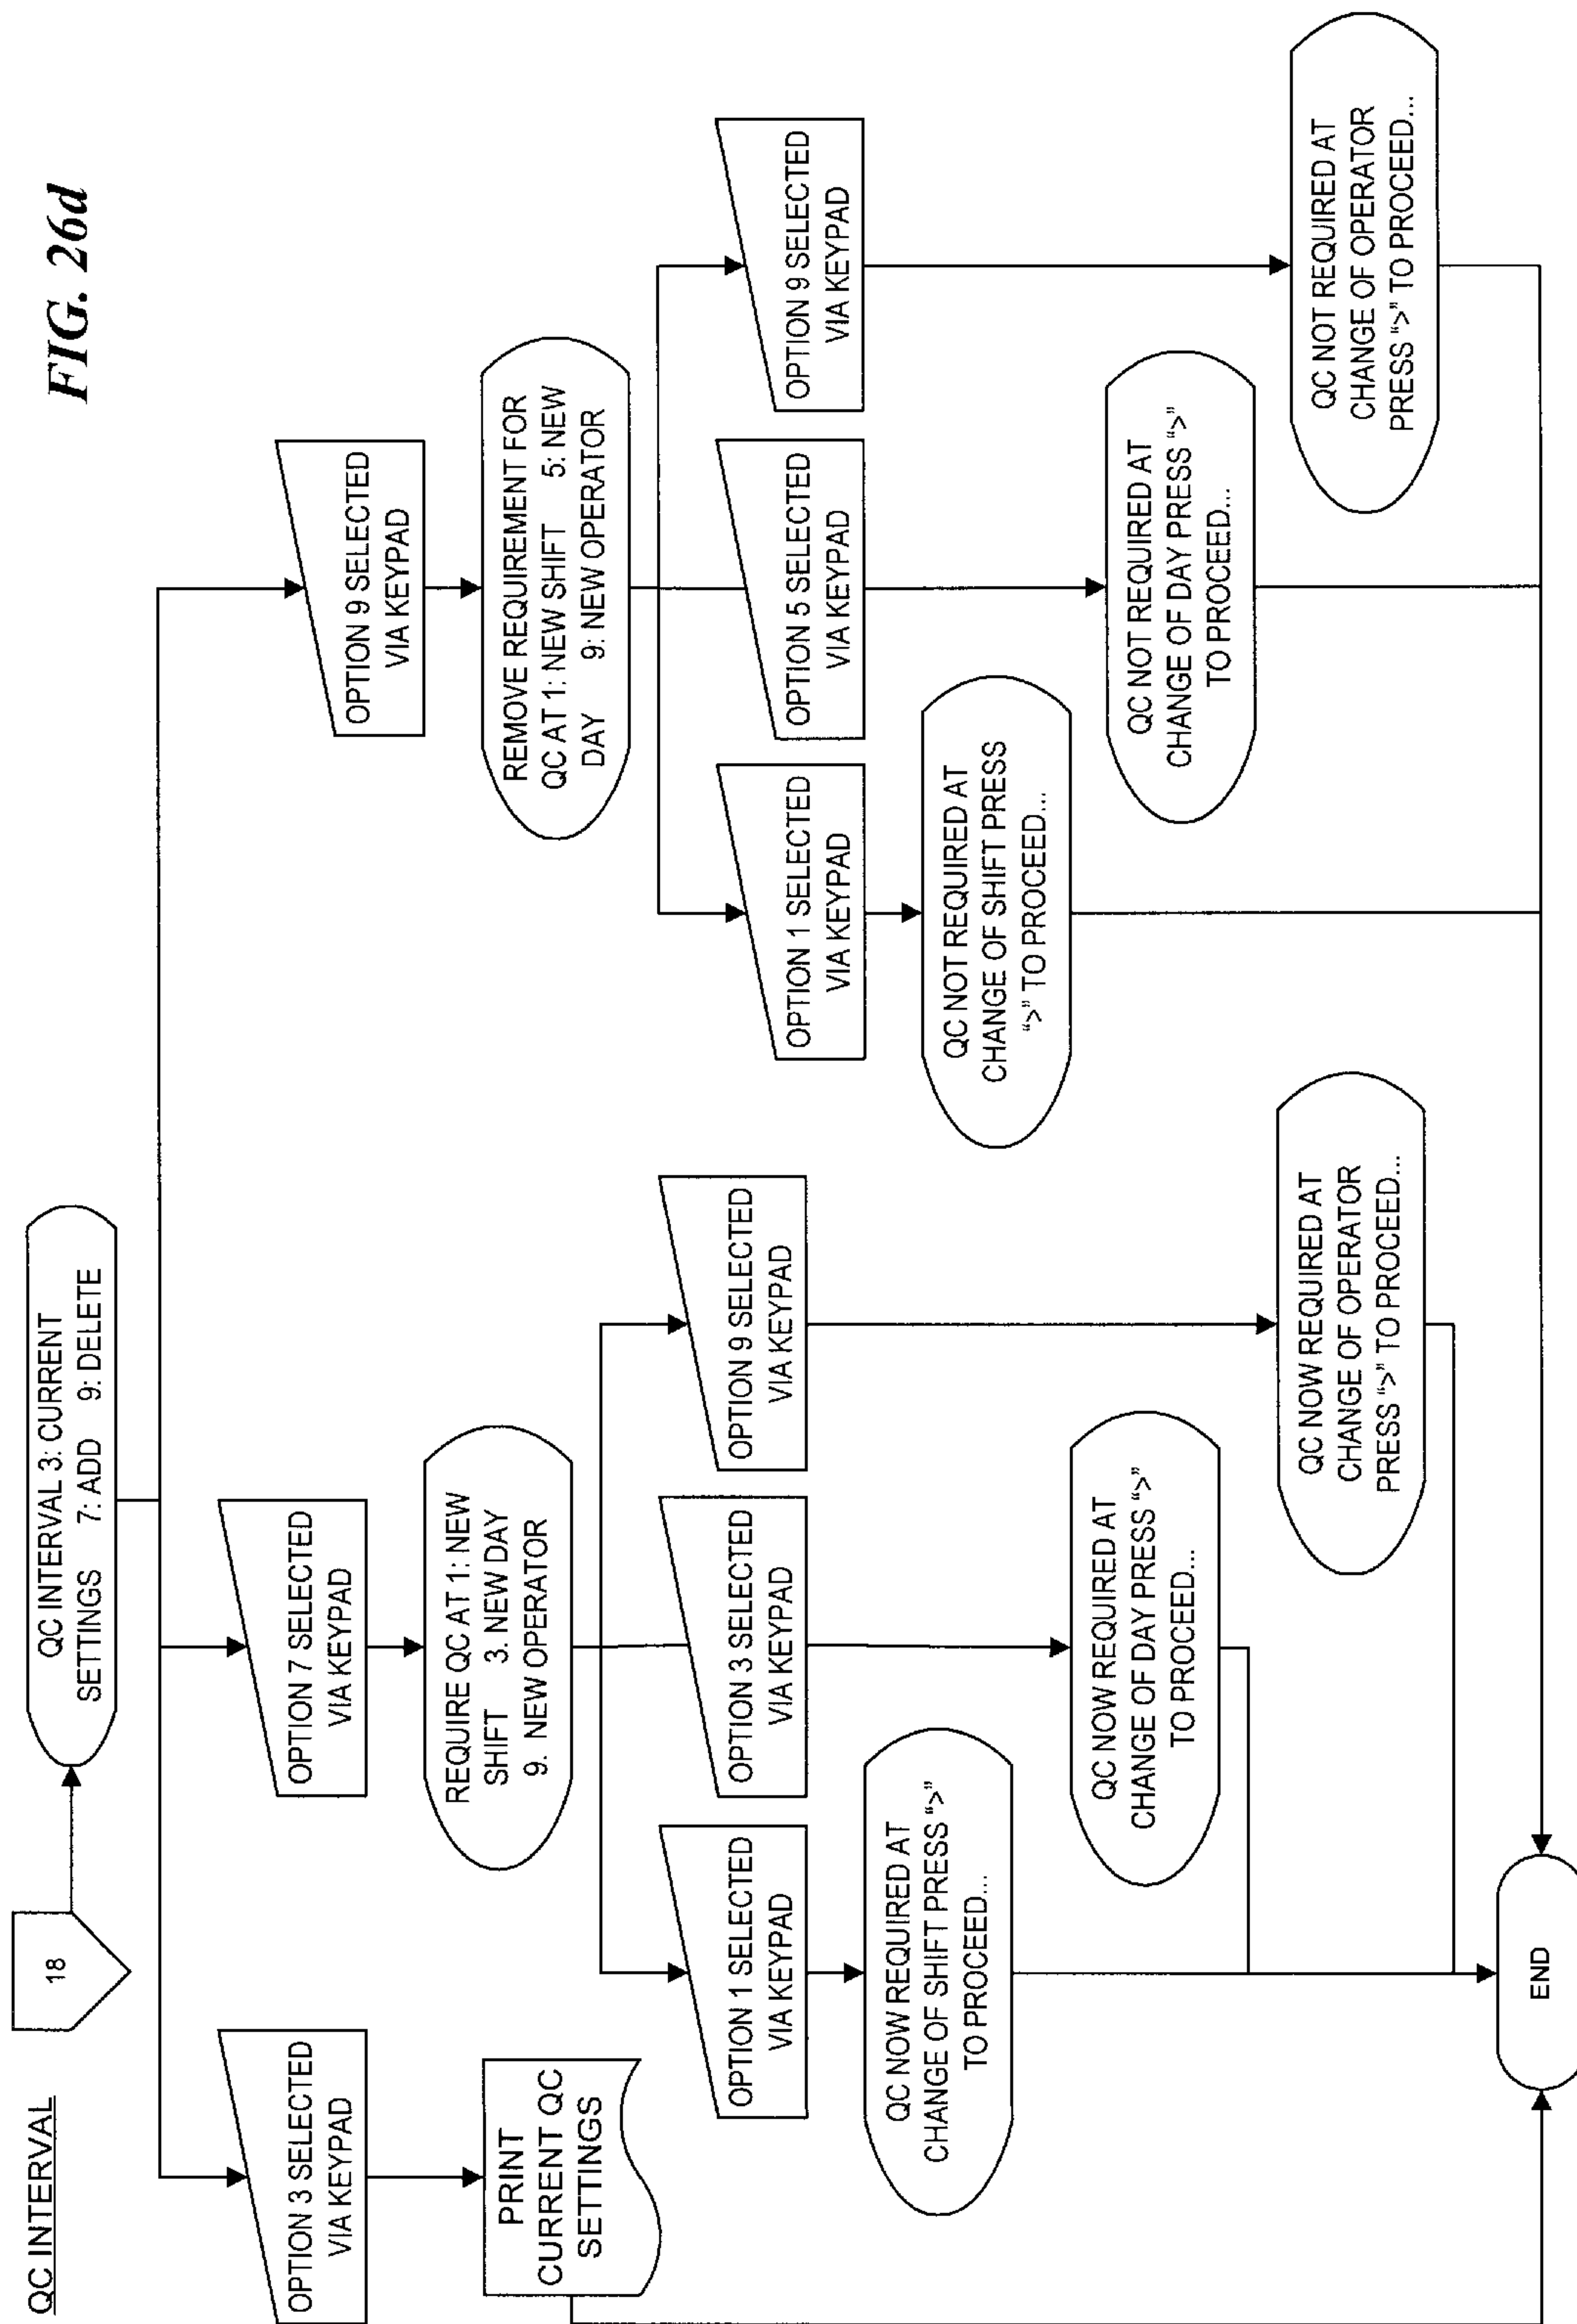 FIG. 26d
QC INTERVAL
18
QC INTERVAL 3: CURRENT
SETTINGS 7: ADD 9: DELETE
OPTION 3 SELECTED
VIA KEYPAD
PRINT
CURRENT QC
SETTINGS
OPTION 7 SELECTED
VIA KEYPAD
REQUIRE QC AT 1: NEW
SHIFT 3. NEW DAY
9. NEW OPERATOR
OPTION 1 SELECTED
VIA KEYPAD
QC NOW REQUIRED AT
CHANGE OF SHIFT PRESS “>”
TO PROCEED...
OPTION 3 SELECTED
VIA KEYPAD
QC NOW REQUIRED AT
CHANGE OF DAY PRESS “>”
TO PROCEED...
OPTION 9 SELECTED
VIA KEYPAD
QC NOW REQUIRED AT
CHANGE OF OPERATOR
PRESS “>” TO PROCEED...
OPTION 9 SELECTED
VIA KEYPAD
REMOVE REQUIREMENT FOR
QC AT 1: NEW SHIFT 5: NEW
DAY 9: NEW OPERATOR
OPTION 1 SELECTED
VIA KEYPAD
QC NOT REQUIRED AT
CHANGE OF SHIFT PRESS
“>” TO PROCEED...
OPTION 5 SELECTED
VIA KEYPAD
QC NOT REQUIRED AT
CHANGE OF DAY PRESS “>”
TO PROCEED...
OPTION 9 SELECTED
VIA KEYPAD
QC NOT REQUIRED AT
CHANGE OF OPERATOR
PRESS “>” TO PROCEED...
END